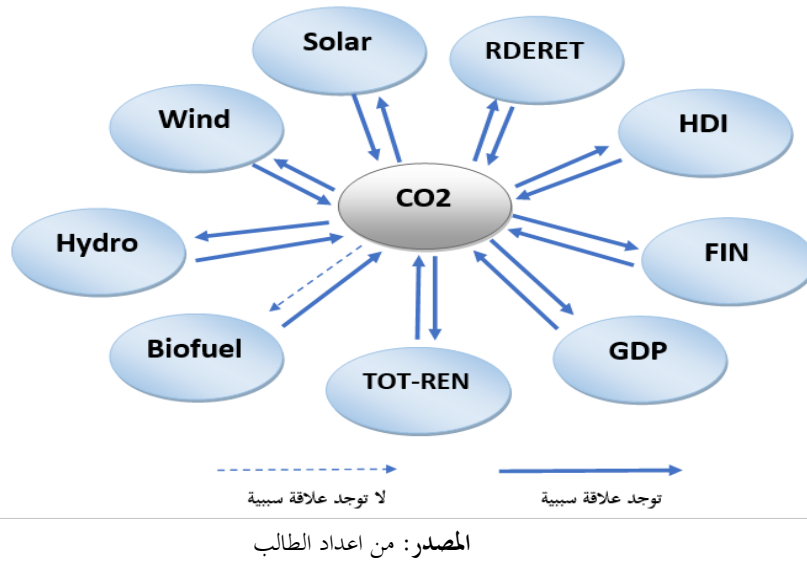 Solar
RDERET
Wind
HDI
CO2
Hydro
FIN
Biofuel
GDP
TOT-REN
توجد علاقة سببية
لا توجد علاقة سببية
المصدر: من اعداد الطالب